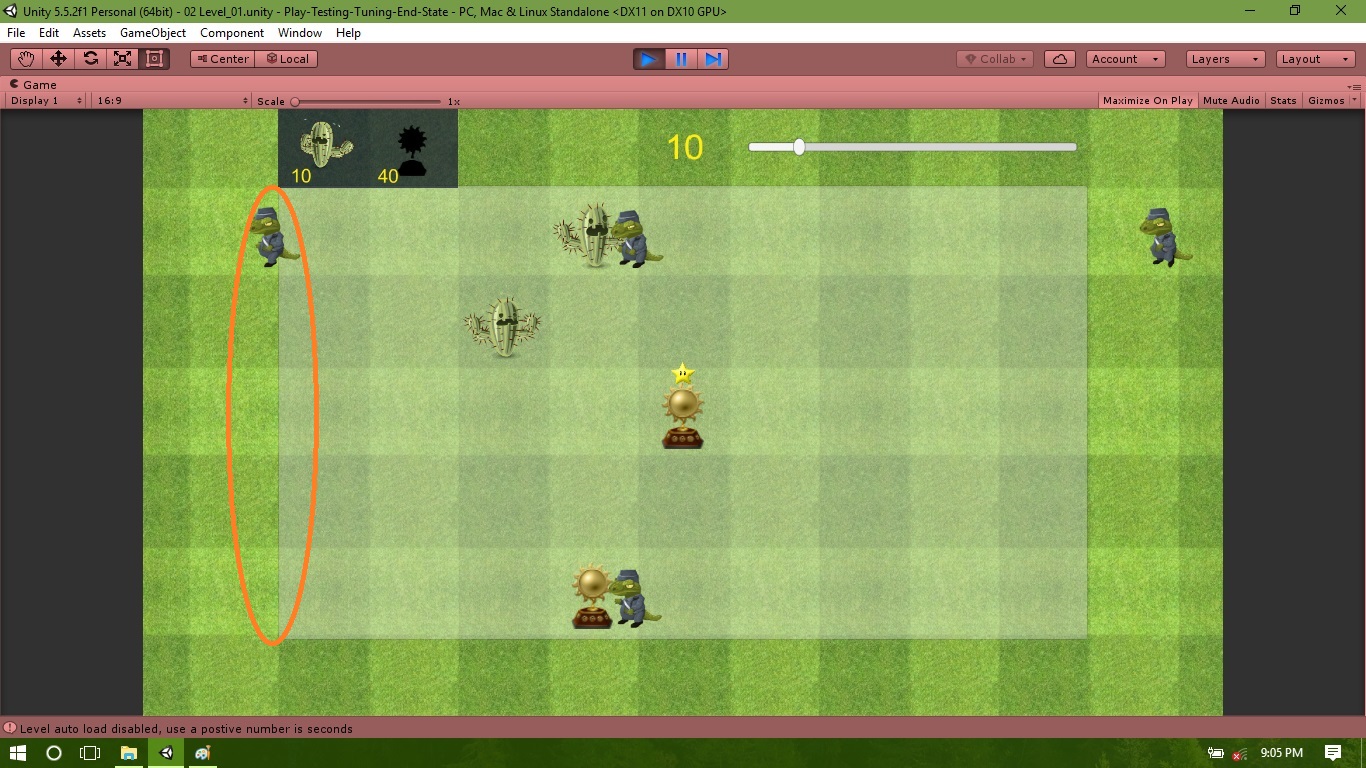 Unity 5.5.2f1 Personal (64bit) - 02 Level_01.unity - Play-Testing-Tuning-End-State - PC, Mac & Linux Standalone <DX11 on DX10 GPU>
File Edit Assets GameObject Component Window Help
Center Local Collab Account Layers Layout
Game
Display 1 16:9 Scale 1x Maximize On Play Mute Audio Stats Gizmos
10
10 40
Level auto load disabled, use a postive number is seconds
9:05 PM